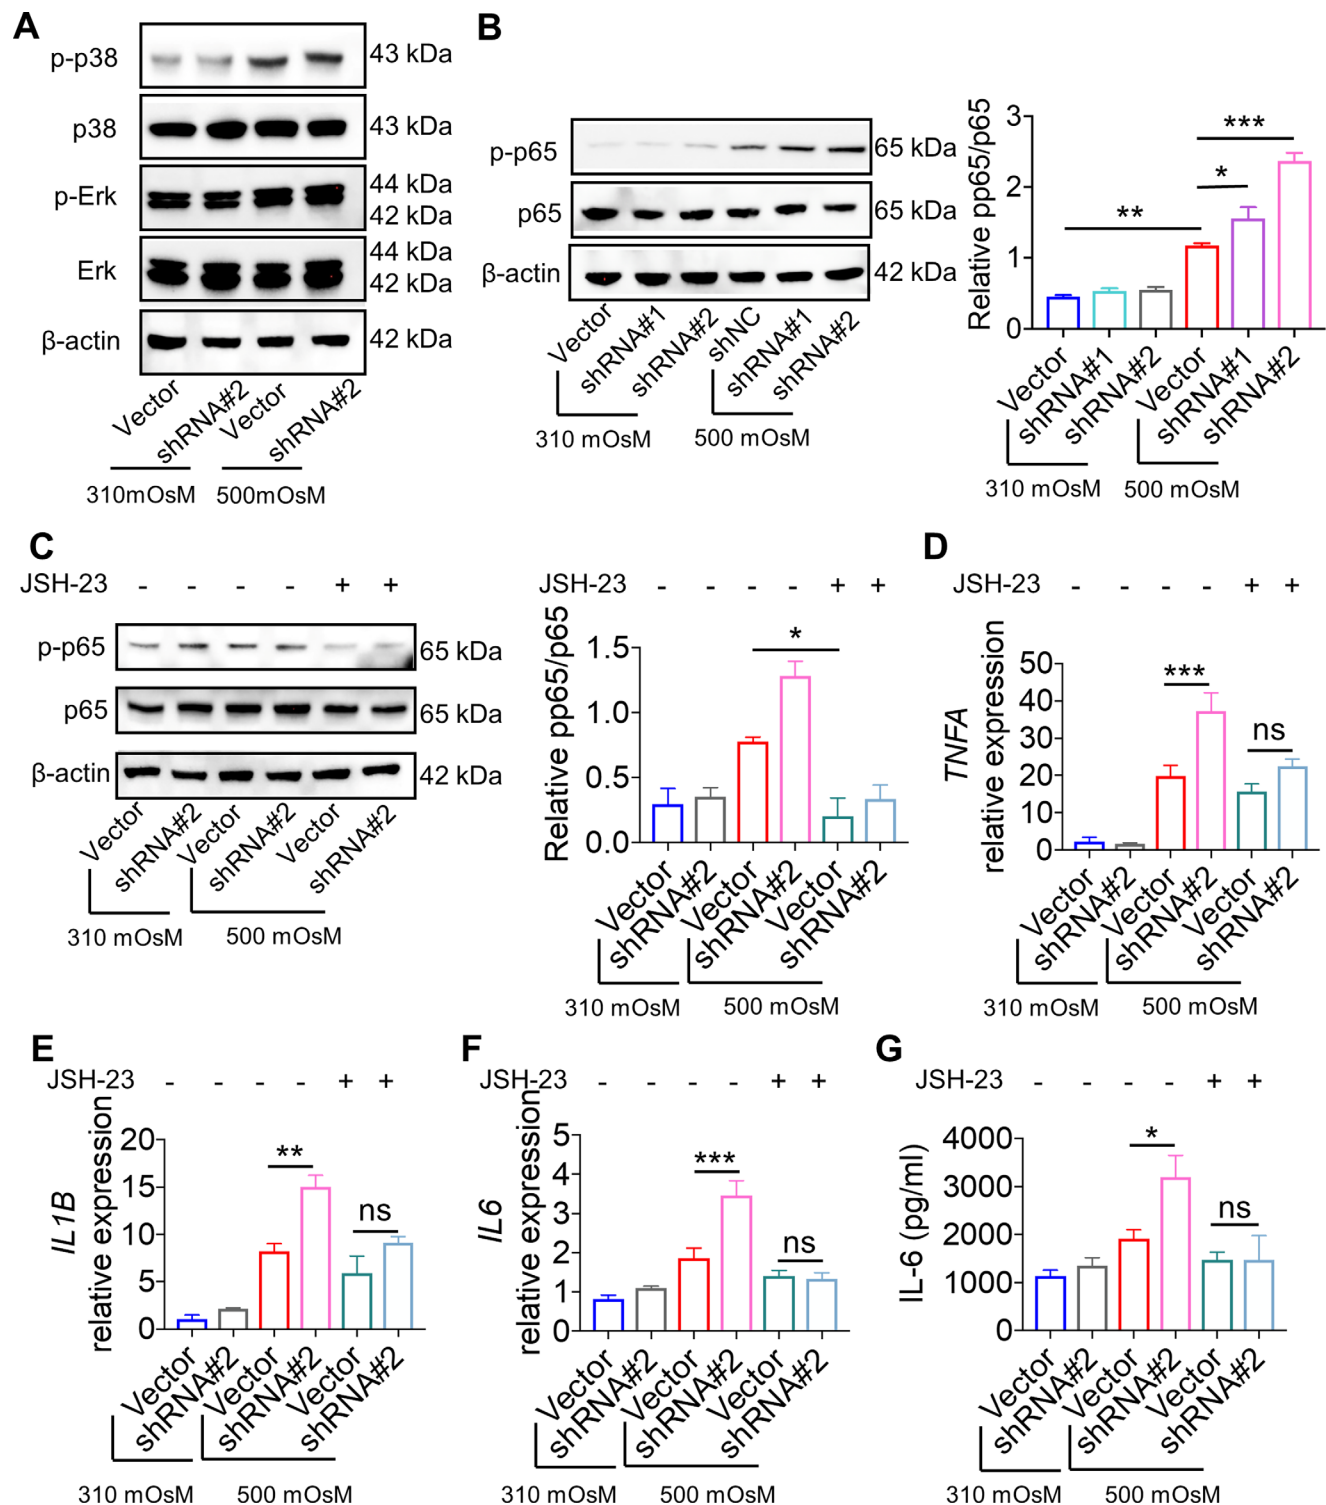 A
p-p38
43 kDa
p38
43 kDa
p-Erk
44 kDa
42 kDa
Erk
44 kDa
42 kDa
β-actin
42 kDa
Vector
shRNA#2
Vector
shRNA#2
310mOsM
500mOsM
B
p-p65
65 kDa
p65
65 kDa
β-actin
42 kDa
Vector
shRNA#1
shRNA#2
shNC
shRNA#1
shRNA#2
310 mOsM
500 mOsM
Relative pp65/p65
3
2
1
0
**
*
***
Vector
shRNA#1
shRNA#2
Vector
shRNA#1
shRNA#2
310 mOsM
500 mOsM
C
JSH-23 - - - - + +
p-p65
65 kDa
p65
65 kDa
β-actin
42 kDa
Vector
shRNA#2
Vector
shRNA#2
Vector
shRNA#2
310 mOsM
500 mOsM
JSH-23 - - - - + +
Relative pp65/p65
1.5
1.0
0.5
0.0
*
Vector
shRNA#2
Vector
shRNA#2
Vector
shRNA#2
310 mOsM
500 mOsM
D
JSH-23 - - - - + +
TNFA
relative expression
50
40
30
20
10
0
***
ns
Vector
shRNA#2
Vector
shRNA#2
Vector
shRNA#2
310 mOsM
500 mOsM
E
JSH-23 - - - - + +
IL1B
relative expression
20
15
10
5
0
**
ns
Vector
shRNA#2
Vector
shRNA#2
Vector
shRNA#2
310 mOsM
500 mOsM
F
JSH-23 - - - - + +
IL6
relative expression
5
4
3
2
1
0
***
ns
Vector
shRNA#2
Vector
shRNA#2
Vector
shRNA#2
310 mOsM
500 mOsM
G
JSH-23 - - - - + +
IL-6 (pg/ml)
4000
3000
2000
1000
0
*
ns
Vector
shRNA#2
Vector
shRNA#2
Vector
shRNA#2
310 mOsM
500 mOsM